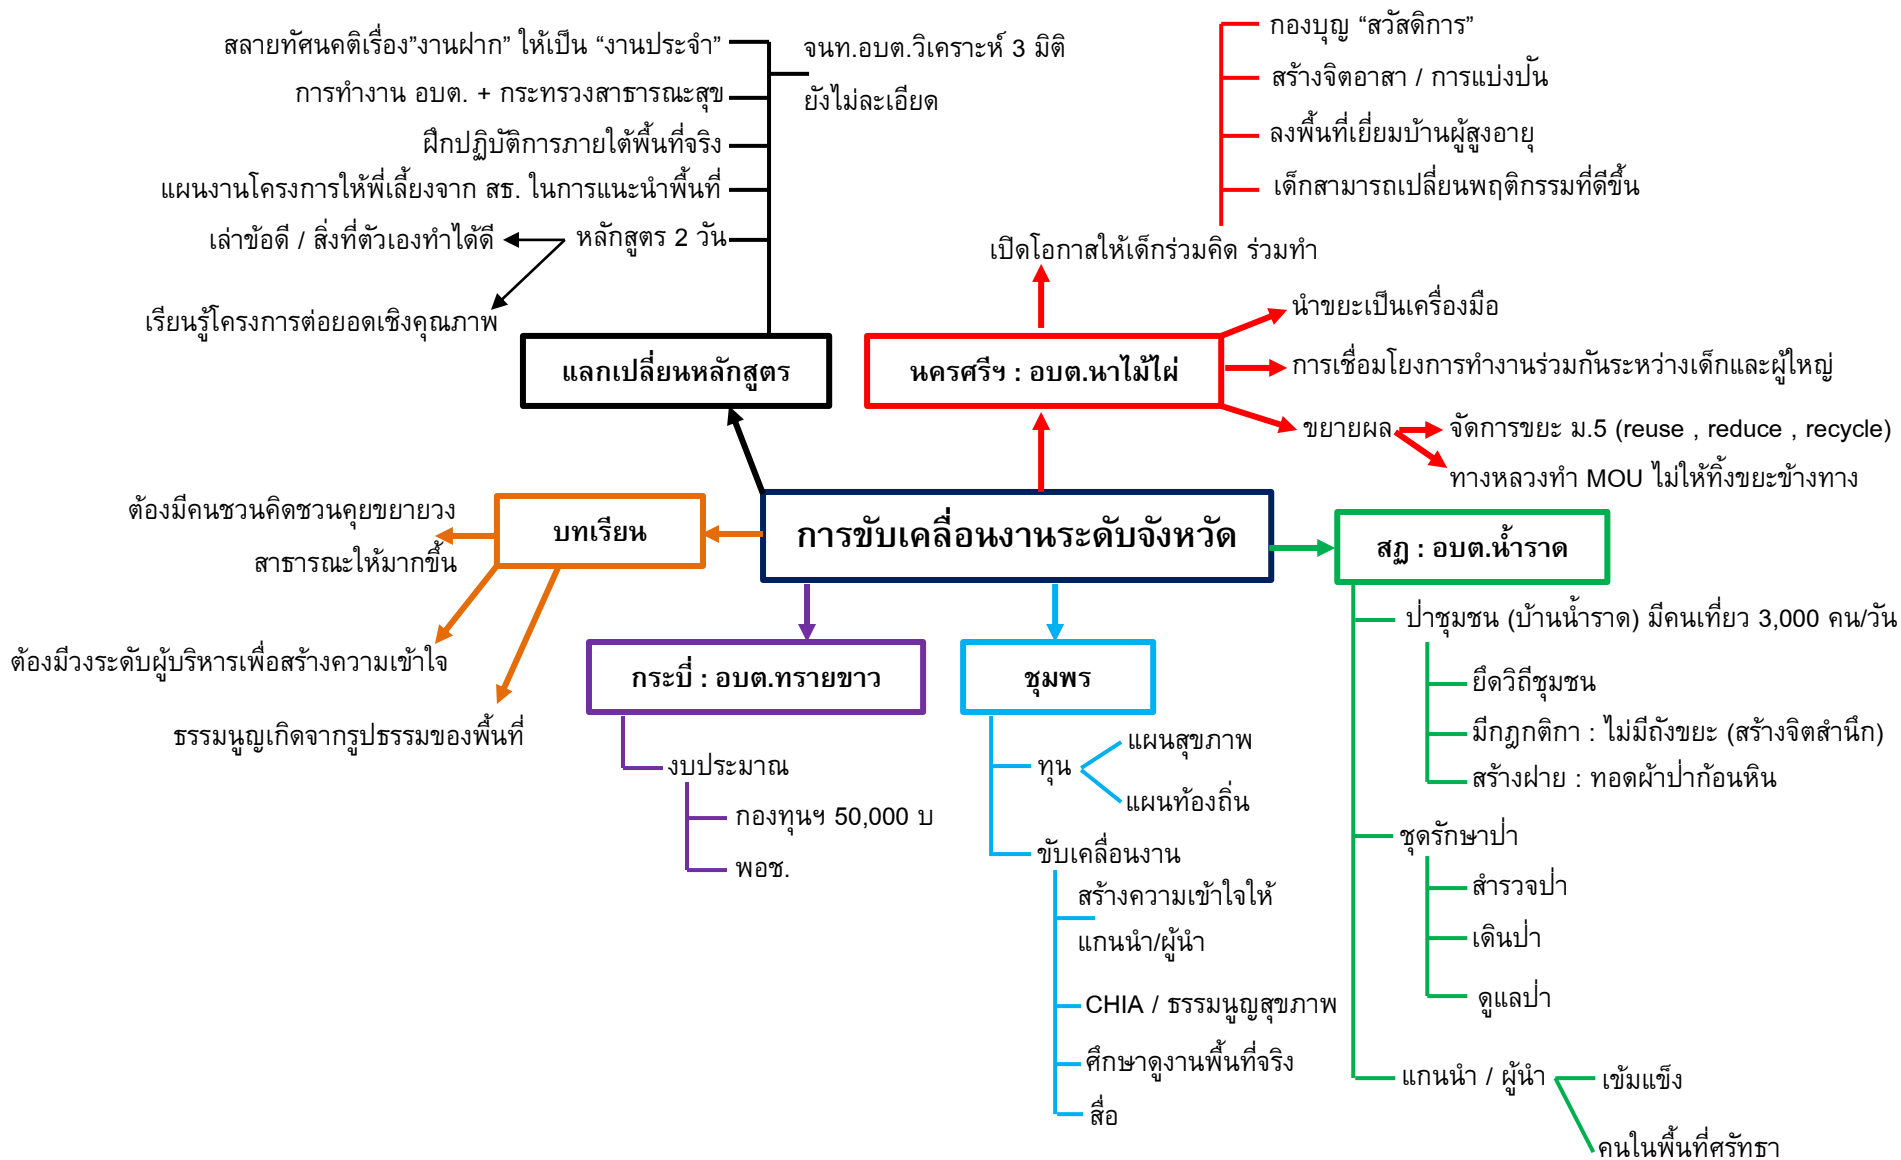 สลายทัศนคติเรื่อง”งานฝาก” ให้เป็น “งานประจำ”
การทำงาน อบต. + กระทรวงสาธารณะสุข
ฝึกปฏิบัติการภายใต้พื้นที่จริง
แผนงานโครงการให้พี่เลี้ยงจาก สธ. ในการแนะนำพื้นที่
หลักสูตร 2 วัน
เล่าข้อดี / สิ่งที่ตัวเองทำได้ดี
เรียนรู้โครงการต่อยอดเชิงคุณภาพ
จนท.อบต.วิเคราะห์ 3 มิติ
ยังไม่ละเอียด
แลกเปลี่ยนหลักสูตร
กองบุญ “สวัสดิการ”
สร้างจิตอาสา / การแบ่งปัน
ลงพื้นที่เยี่ยมบ้านผู้สูงอายุ
เด็กสามารถเปลี่ยนพฤติกรรมที่ดีขึ้น
เปิดโอกาสให้เด็กร่วมคิด ร่วมทำ
นครศรีฯ : อบต.นาไม้ไผ่
นำขยะเป็นเครื่องมือ
การเชื่อมโยงการทำงานร่วมกันระหว่างเด็กและผู้ใหญ่
ขยายผล
จัดการขยะ ม.5 (reuse , reduce , recycle)
ทางหลวงทำ MOU ไม่ให้ทิ้งขยะข้างทาง
การขับเคลื่อนงานระดับจังหวัด
บทเรียน
ต้องมีคนชวนคิดชวนคุยขยายวง
สาธารณะให้มากขึ้น
ต้องมีวงระดับผู้บริหารเพื่อสร้างความเข้าใจ
ธรรมนูญเกิดจากรูปธรรมของพื้นที่
กระบี่ : อบต.ทรายขาว
งบประมาณ
กองทุนฯ 50,000 บ
พอช.
ชุมพร
ทุน
แผนสุขภาพ
แผนท้องถิ่น
ขับเคลื่อนงาน
สร้างความเข้าใจให้
แกนนำ/ผู้นำ
CHIA / ธรรมนูญสุขภาพ
ศึกษาดูงานพื้นที่จริง
สื่อ
สฎ : อบต.น้ำราด
ป่าชุมชน (บ้านน้ำราด) มีคนเที่ยว 3,000 คน/วัน
ยึดวิถีชุมชน
มีกฎกติกา : ไม่มีถังขยะ (สร้างจิตสำนึก)
สร้างฝาย : ทอดผ้าป่าก้อนหิน
ชุดรักษาป่า
สำรวจป่า
เดินป่า
ดูแลป่า
แกนนำ / ผู้นำ
เข้มแข็ง
คนในพื้นที่ศรัทธา